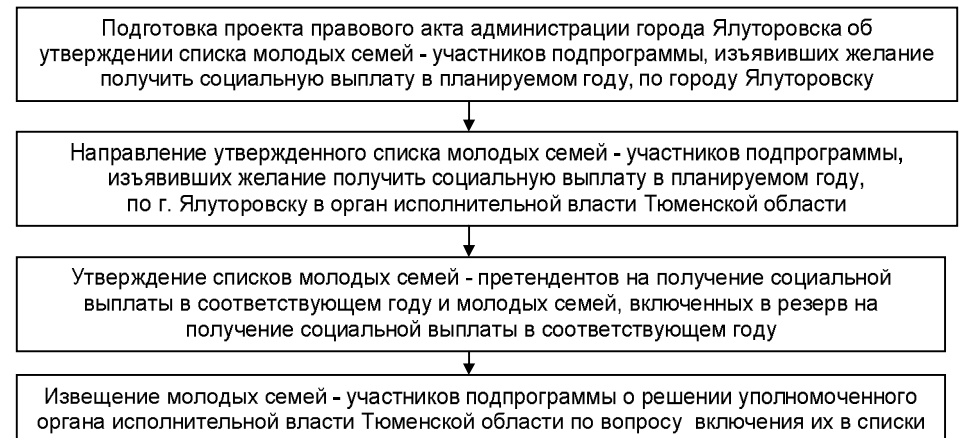 Подготовка проекта правового акта администрации города Ялуторовска об
утверждении списка молодых семей - участников подпрограммы, изъявивших желание
получить социальную выплату в планируемом году, по городу Ялуторовску
Направление утвержденного списка молодых семей - участников подпрограммы,
изъявивших желание получить социальную выплату в планируемом году,
по г. Ялуторовску в орган исполнительной власти Тюменской области
Утверждение списков молодых семей - претендентов на получение социальной
выплаты в соответствующем году и молодых семей, включенных в резерв на
получение социальной выплаты в соответствующем году
Извещение молодых семей - участников подпрограммы о решении уполномоченного
органа исполнительной власти Тюменской области по вопросу включения их в списки